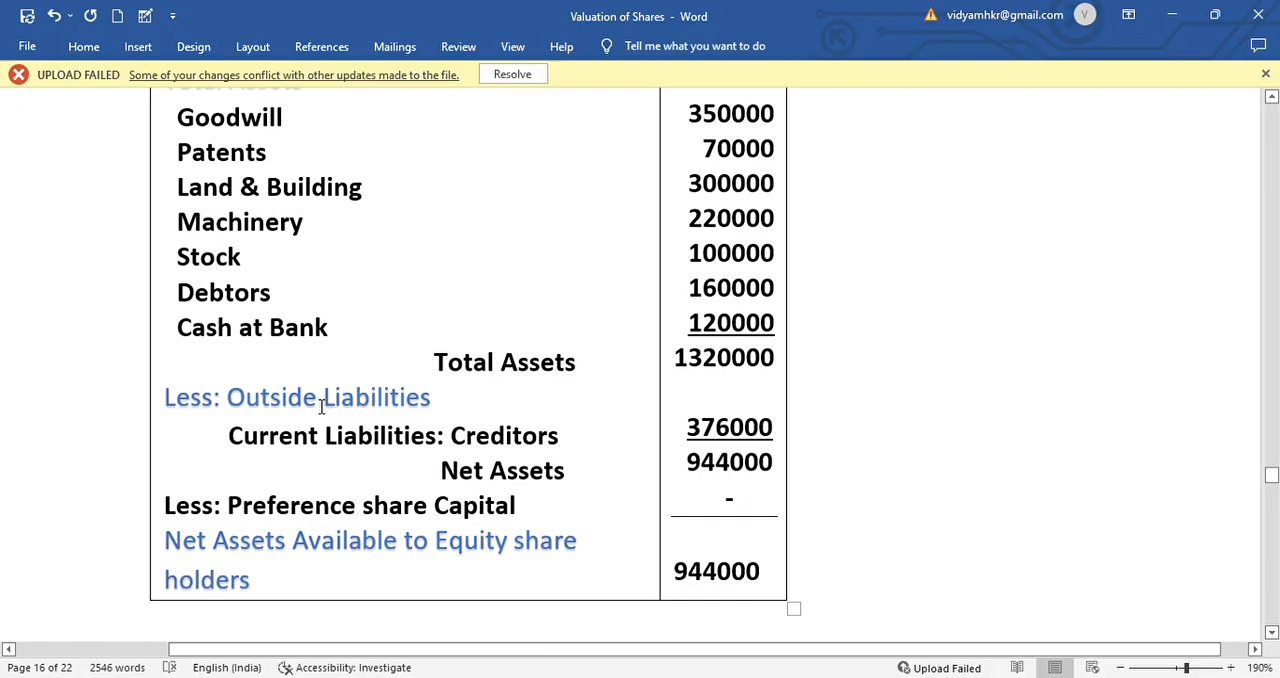 Valuation of Shares - Word
vidyamhkr@gmail.com V
File Home Insert Design Layout References Mailings Review View Help Tell me what you want to do
UPLOAD FAILED Some of your changes conflict with other updates made to the file. Resolve
Total Assets
Goodwill 350000
Patents 70000
Land & Building 300000
Machinery 220000
Stock 100000
Debtors 160000
Cash at Bank 120000
Total Assets 1320000
Less: Outside Liabilities
Current Liabilities: Creditors 376000
Net Assets 944000
Less: Preference share Capital -
Net Assets Available to Equity share
holders 944000
Page 16 of 22 2546 words English (India) Accessibility: Investigate Upload Failed 190%